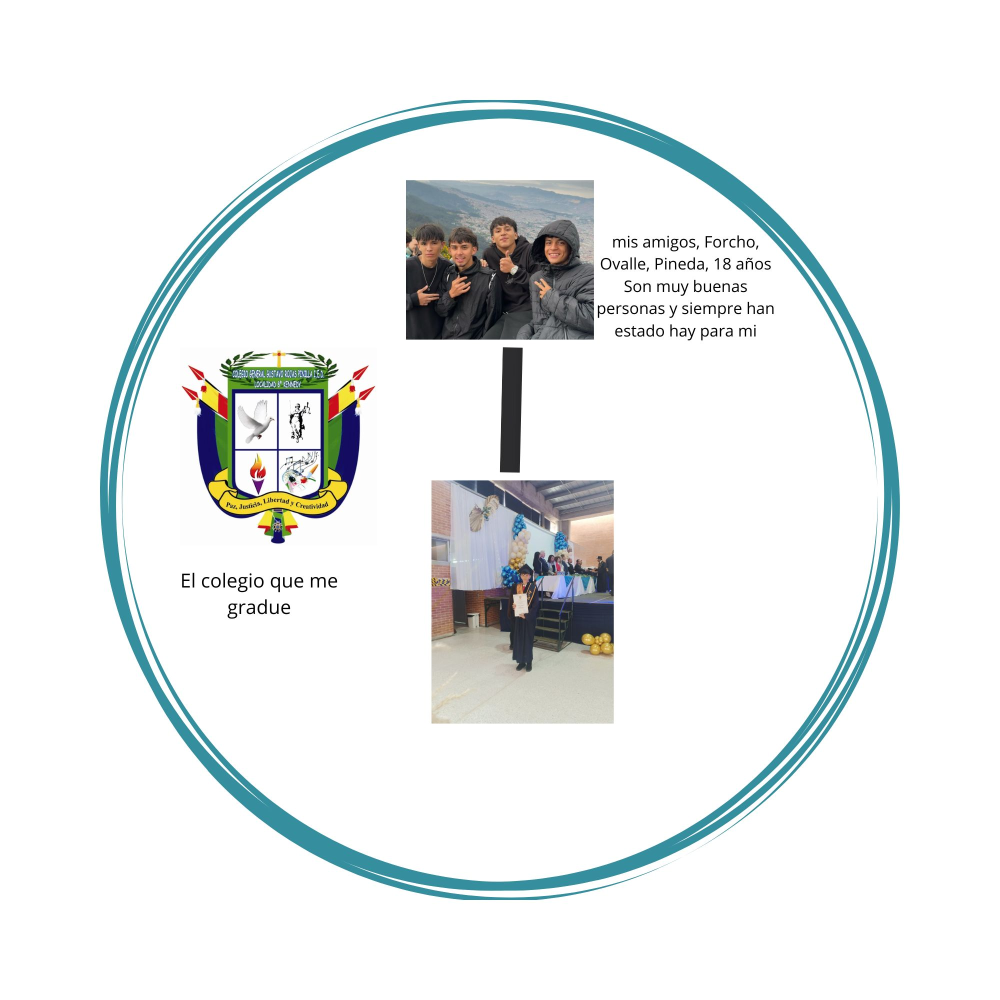 mis amigos, Forcho,
Ovalle, Pineda, 18 años
Son muy buenas
personas y siempre han
estado hay para mi
COLEGIO GENERAL GUSTAVO ROJAS PINILLA I.E.D.
LOCALIDAD 8ª KENNEDY
Paz, Justicia, Libertad y Creatividad
El colegio que me
gradue